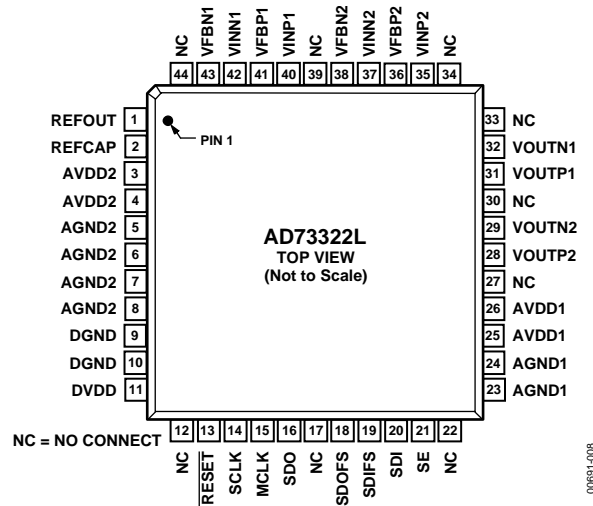 NC
VFBN1
VINN1
VFBP1
VINP1
NC
VFBN2
VINN2
VFBP2
VINP2
NC
44 43 42 41 40 39 38 37 36 35 34
REFOUT 1
REFCAP 2
AVDD2 3
AVDD2 4
AGND2 5
AGND2 6
AGND2 7
AGND2 8
DGND 9
DGND 10
DVDD 11
PIN 1
AD73322L
TOP VIEW
(Not to Scale)
33 NC
32 VOUTN1
31 VOUTP1
30 NC
29 VOUTN2
28 VOUTP2
27 NC
26 AVDD1
25 AVDD1
24 AGND1
23 AGND1
12 13 14 15 16 17 18 19 20 21 22
NC
RESET
SCLK
MCLK
SDO
NC
SDOFS
SDIFS
SDI
SE
NC
NC = NO CONNECT
00691-008